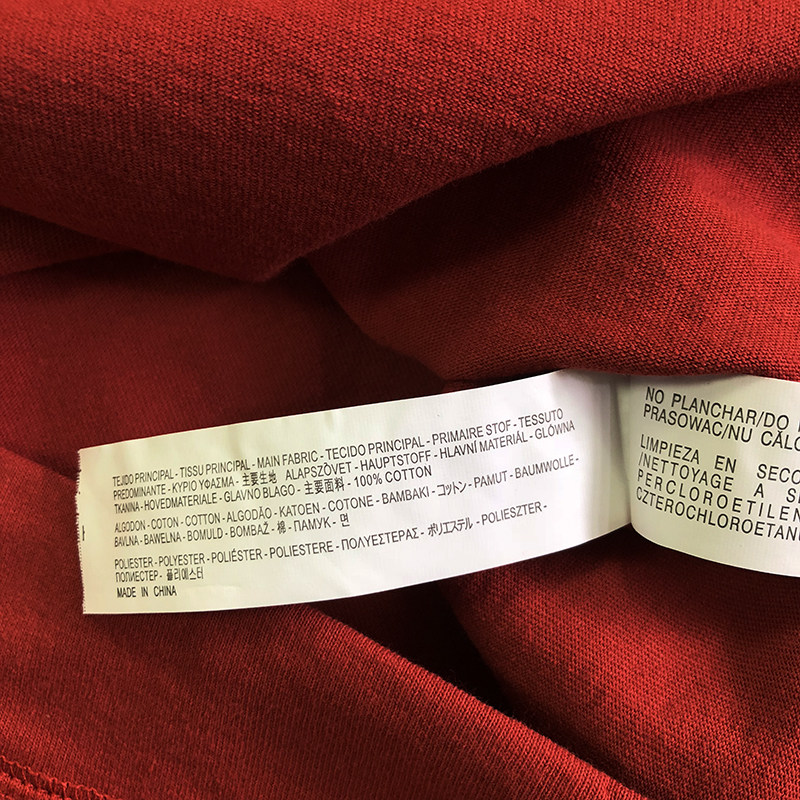 TEJIDO PRINCIPAL - TISSU PRINCIPAL - MAIN FABRIC - TECIDO PRINCIPAL - PRIMAIRE STOF - TESSUTO
PREDOMINANTE - ΚΥΡΙΟ ΥΦΑΣΜΑ - 主要生地 ALAPSZÖVET - HAUPTSTOFF - HLAVNÍ MATERIÁL - GLÓWNA
TKANINA - HOVEDMATERIALE - GLAVNO BLAGO - 主要面料 - 100% COTTON
ALGODON - COTON - COTTON - ALGODÃO - KATOEN - COTONE - BAMBAKI - コットン - PAMUT - BAUMWOLLE -
BAVLNA - BAWELNA - BOMULD - BOMBAŽ - 棉 - ПАМУК - 면
POLIESTER - POLYESTER - POLIÉSTER - POLIESTERE - ΠΟΛΥΕΣΤΕΡΑΣ - ポリエステル - POLIESZTER -
ПОЛИЕСТЕР - 폴리에스터
MADE IN CHINA
NO PLANCHAR/DO
PRASOWAC/NU CĂLC
LIMPIEZA EN SECO
/NETTOYAGE A S
PERCLOROETILEN
CZTEROCHLOROETANU